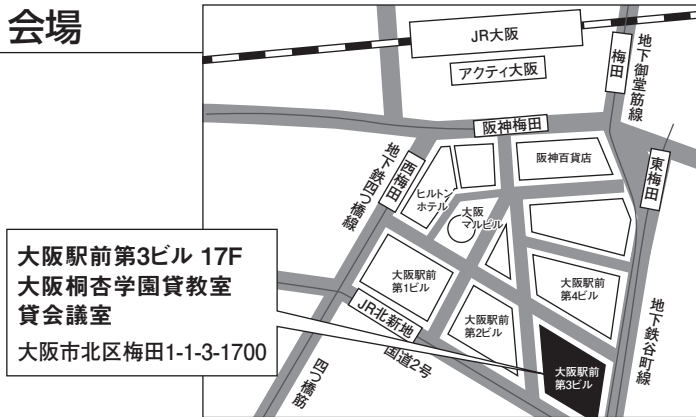 会場
JR大阪
アクティ大阪
梅田
地下御堂筋線
阪神梅田
阪神百貨店
東梅田
西梅田
地下鉄四つ橋線
ヒルトン
ホテル
大阪
マルビル
大阪駅前
第1ビル
大阪駅前
第2ビル
大阪駅前
第4ビル
大阪駅前
第3ビル
JR北新地
国道2号
四つ橋筋
地下鉄谷町線
大阪駅前第3ビル 17F
大阪桐杏学園貸教室
貸会議室
大阪市北区梅田1-1-3-1700